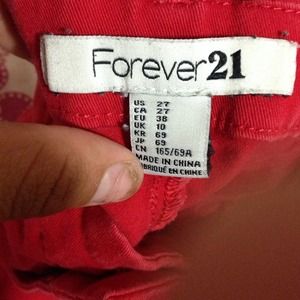 Forever21
US 27
CA 27
EU 38
UK 10
KR 69
JP 69
CN 165/69A
MADE IN CHINA
FABRIQUÉ EN CHINE